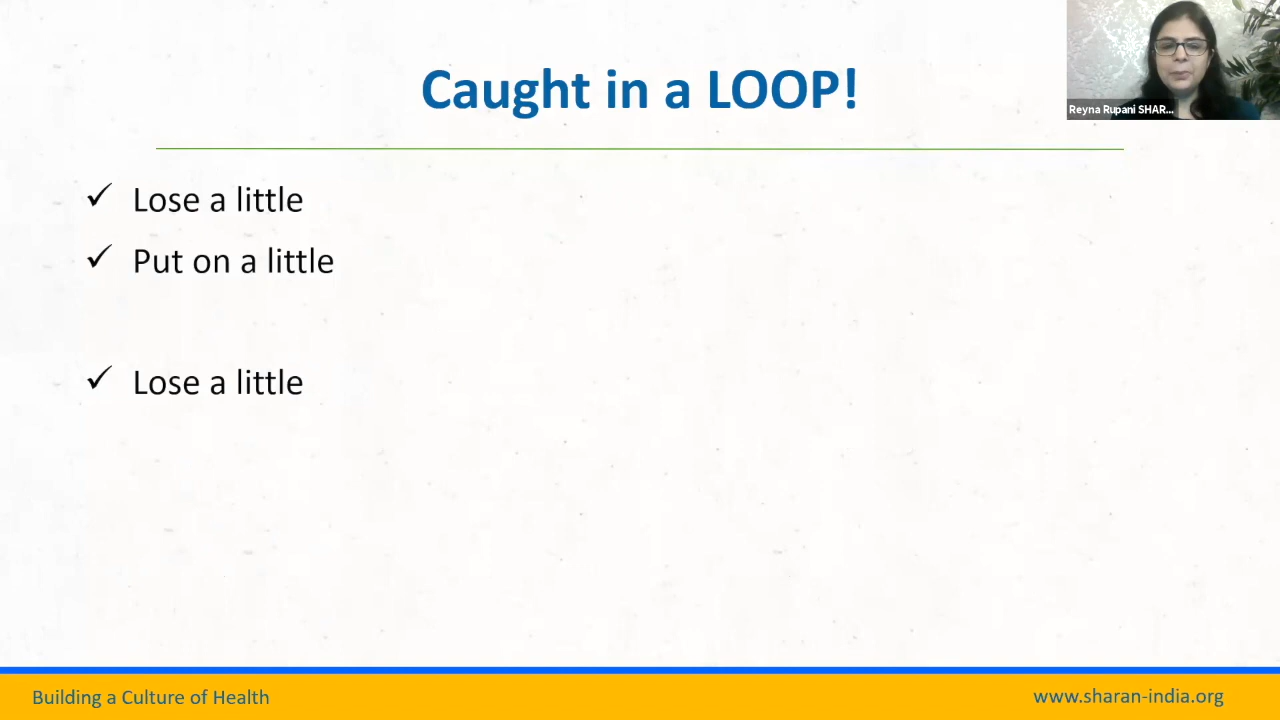 Caught in a LOOP!
Reyna Rupani SHAR...
✓ Lose a little
✓ Put on a little
✓ Lose a little
Building a Culture of Health
www.sharan-india.org